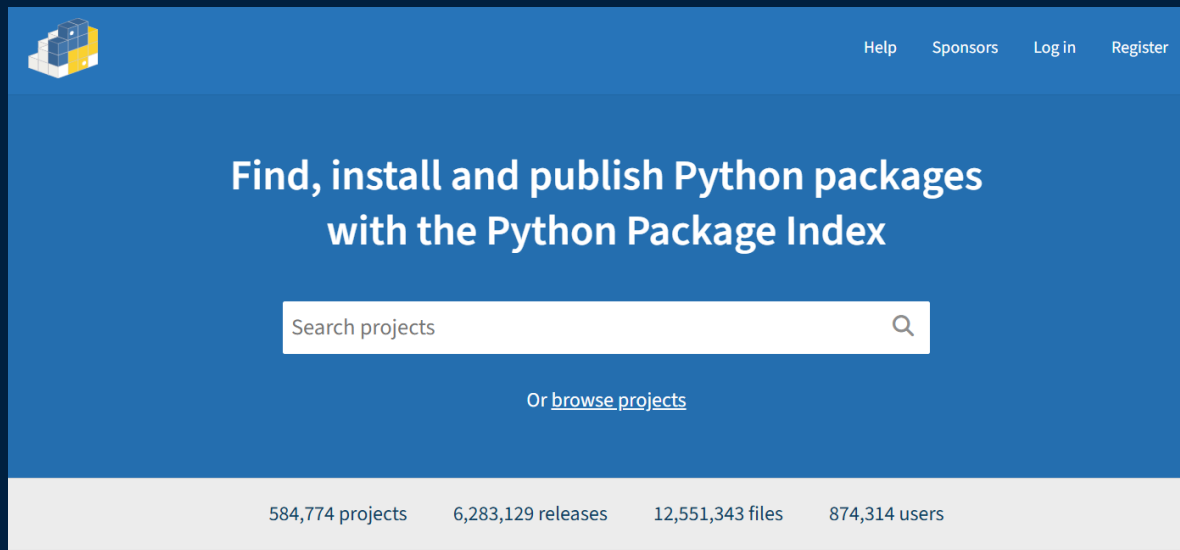 Help Sponsors Log in Register
Find, install and publish Python packages
with the Python Package Index
Search projects
Or browse projects
584,774 projects 6,283,129 releases 12,551,343 files 874,314 users